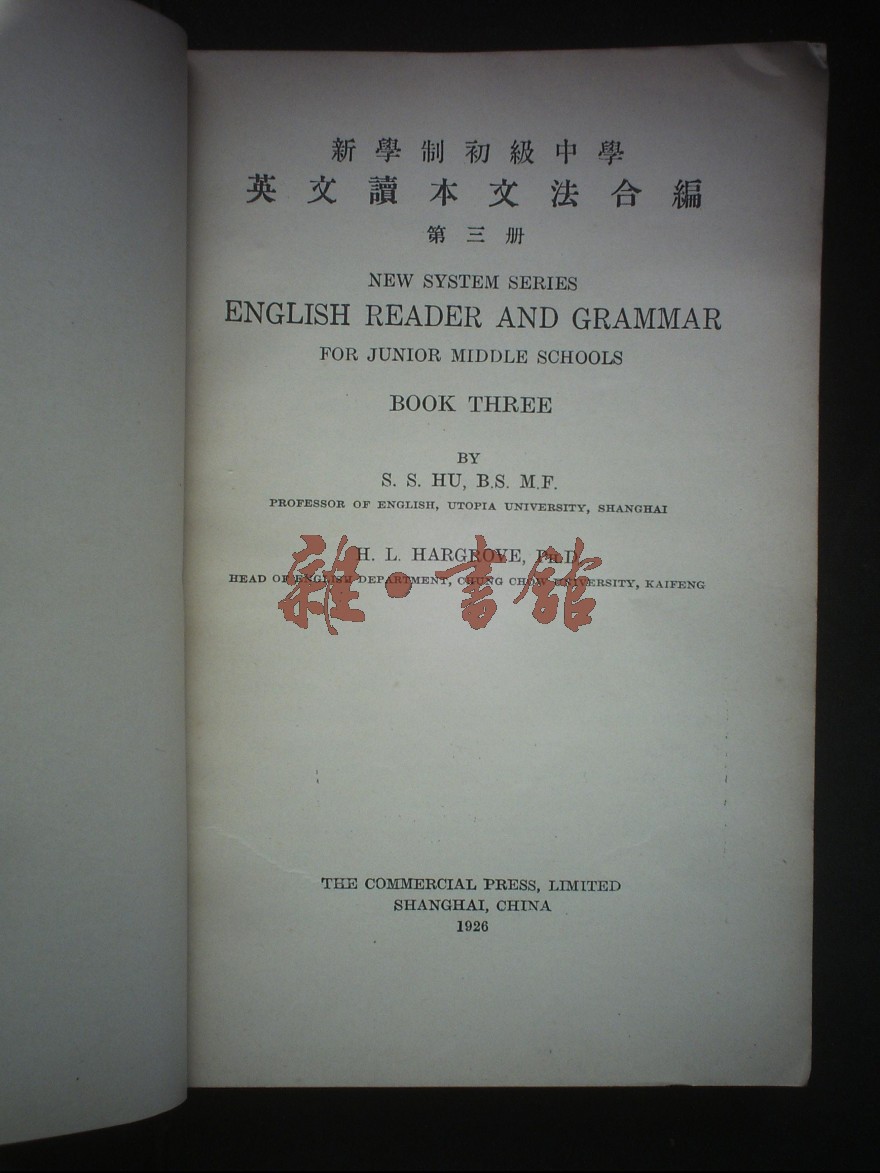 新學制初級中學
英文讀本文法合編
第三册
NEW SYSTEM SERIES
ENGLISH READER AND GRAMMAR
FOR JUNIOR MIDDLE SCHOOLS
BOOK THREE
BY
S. S. HU, B.S. M.F.
PROFESSOR OF ENGLISH, UTOPIA UNIVERSITY, SHANGHAI
H. L. HARGROVE, PH.D.
HEAD OF ENGLISH DEPARTMENT, CHUNG CHOW UNIVERSITY, KAIFENG
雜·書館
THE COMMERCIAL PRESS, LIMITED
SHANGHAI, CHINA
1926